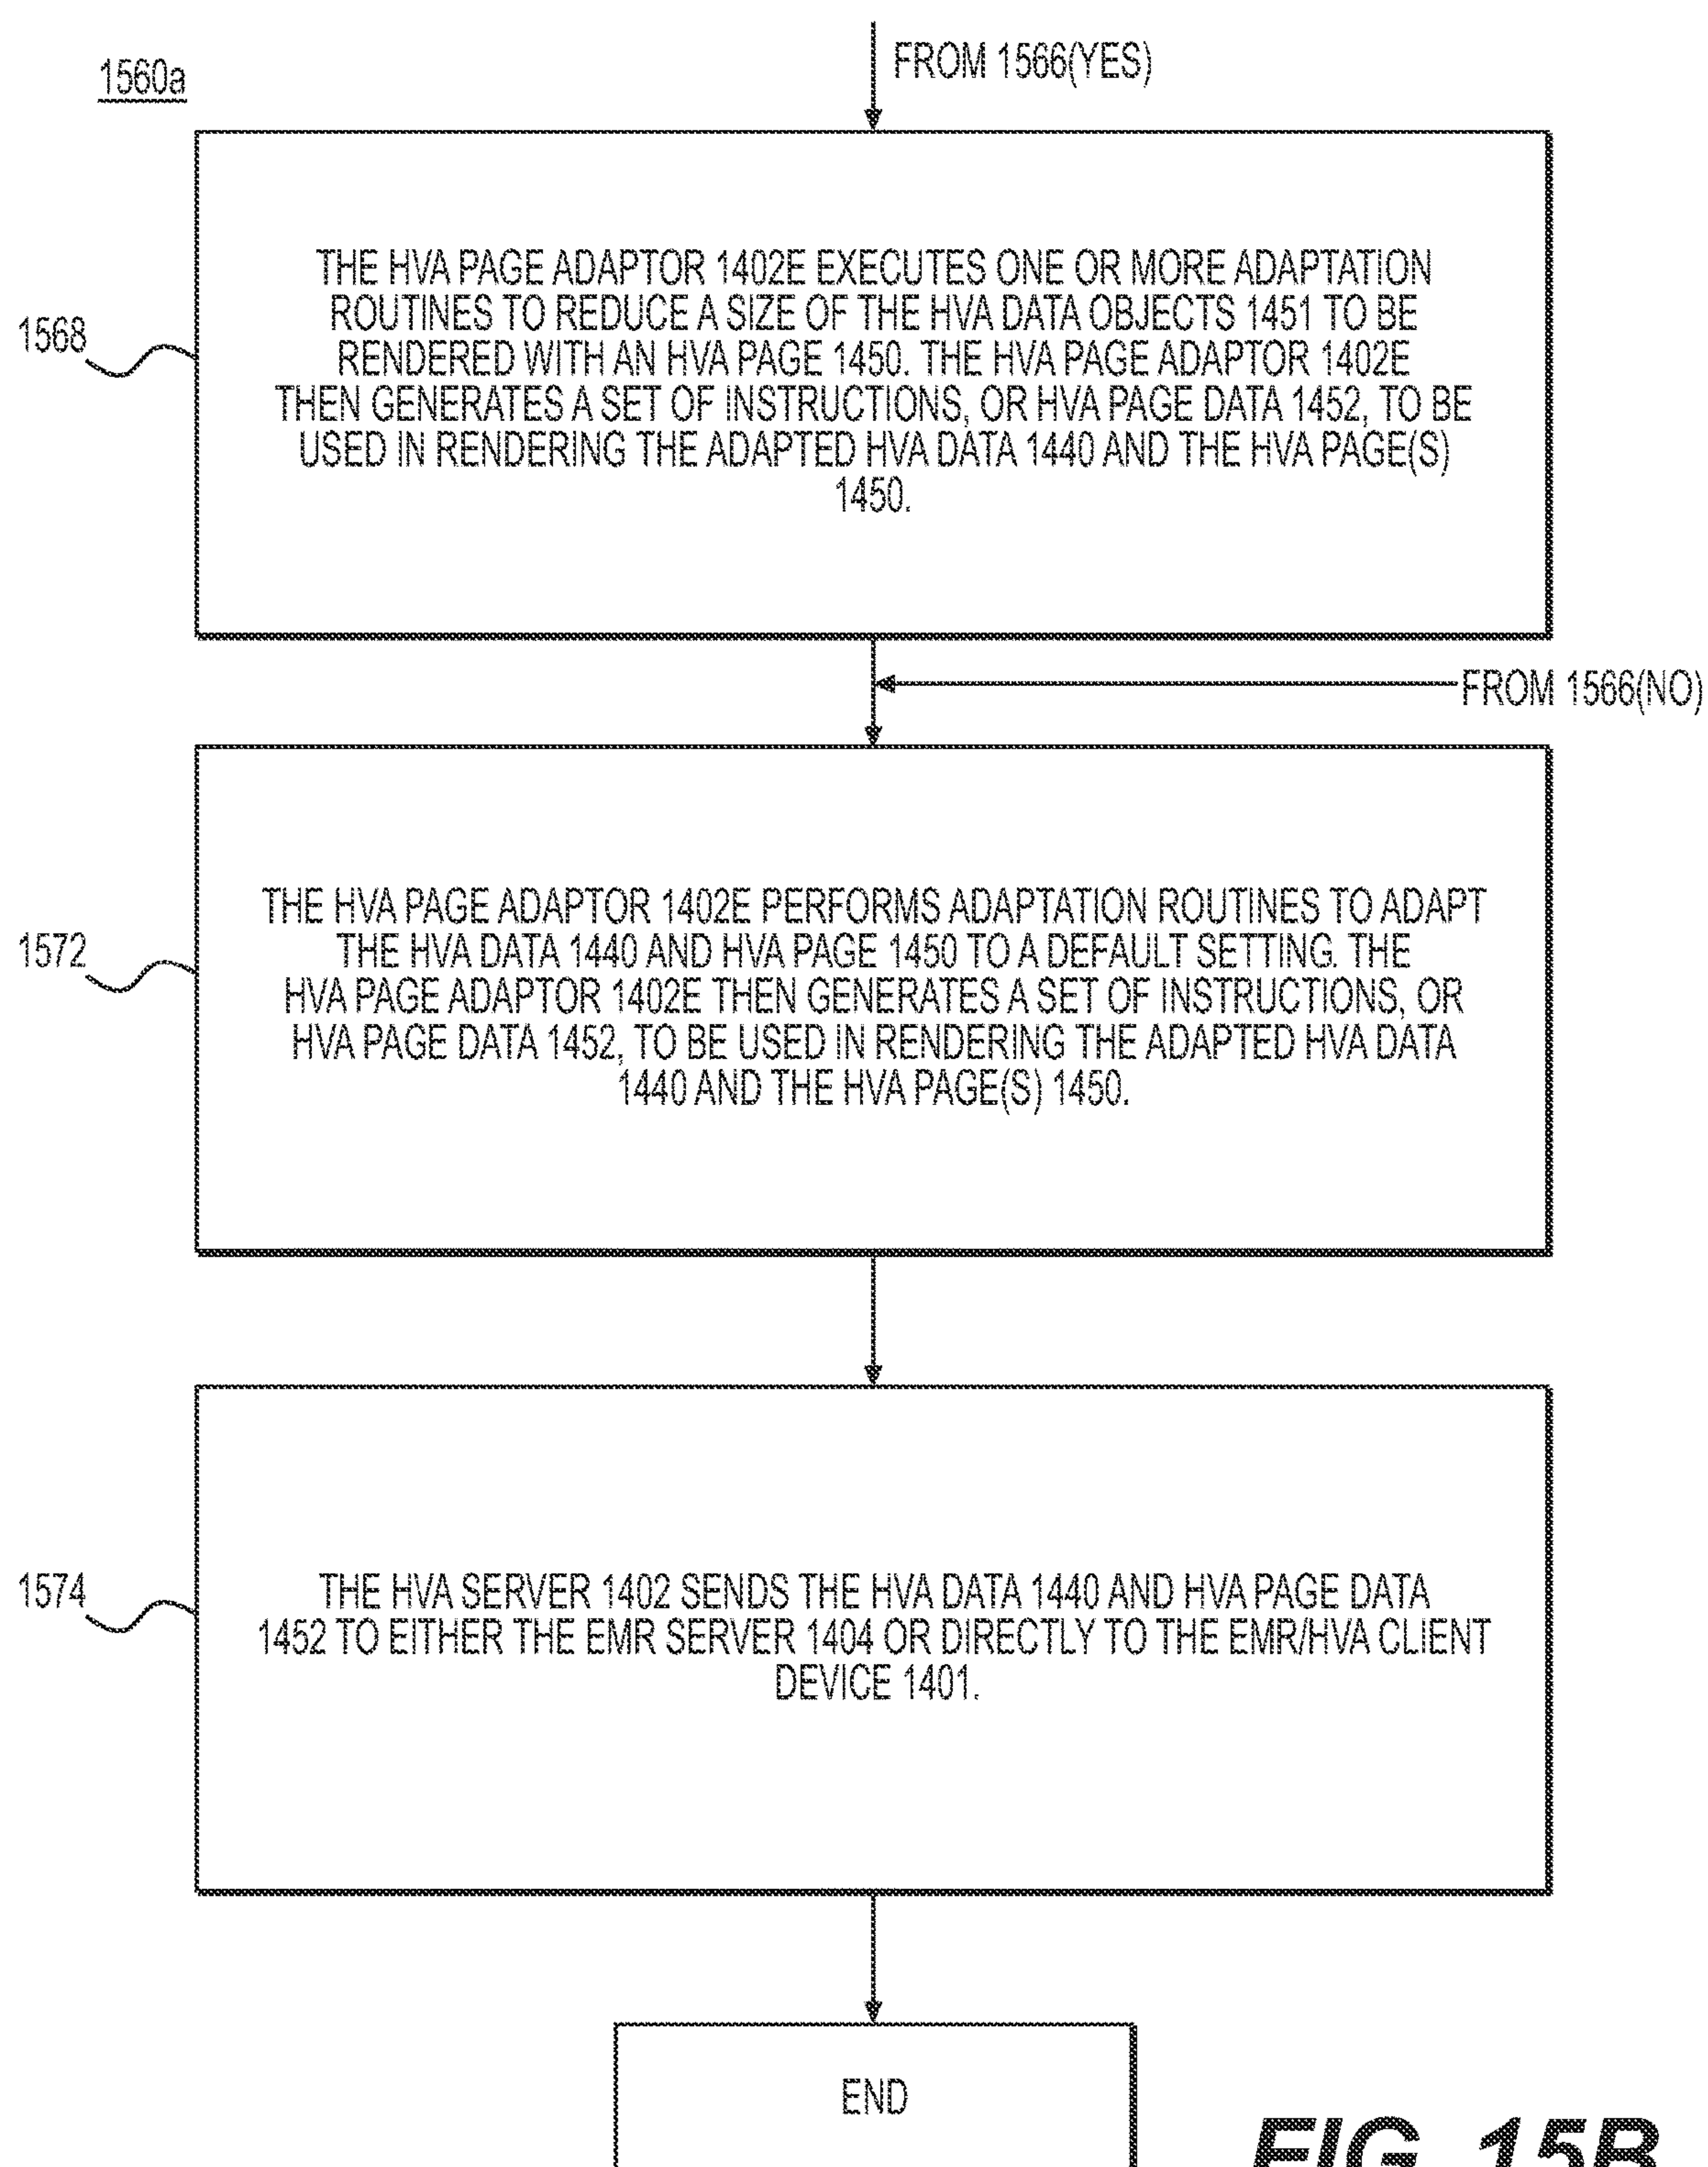 1560a
FROM 1566(YES)
1568
THE HVA PAGE ADAPTOR 1402E EXECUTES ONE OR MORE ADAPTATION
ROUTINES TO REDUCE A SIZE OF THE HVA DATA OBJECTS 1451 TO BE
RENDERED WITH AN HVA PAGE 1450. THE HVA PAGE ADAPTOR 1402E
THEN GENERATES A SET OF INSTRUCTIONS, OR HVA PAGE DATA 1452, TO BE
USED IN RENDERING THE ADAPTED HVA DATA 1440 AND THE HVA PAGE(S)
1450.
FROM 1566(NO)
1572
THE HVA PAGE ADAPTOR 1402E PERFORMS ADAPTATION ROUTINES TO ADAPT
THE HVA DATA 1440 AND HVA PAGE 1450 TO A DEFAULT SETTING. THE
HVA PAGE ADAPTOR 1402E THEN GENERATES A SET OF INSTRUCTIONS, OR
HVA PAGE DATA 1452, TO BE USED IN RENDERING THE ADAPTED HVA DATA
1440 AND THE HVA PAGE(S) 1450.
1574
THE HVA SERVER 1402 SENDS THE HVA DATA 1440 AND HVA PAGE DATA
1452 TO EITHER THE EMR SERVER 1404 OR DIRECTLY TO THE EMR/HVA CLIENT
DEVICE 1401.
END
FIG. 15B